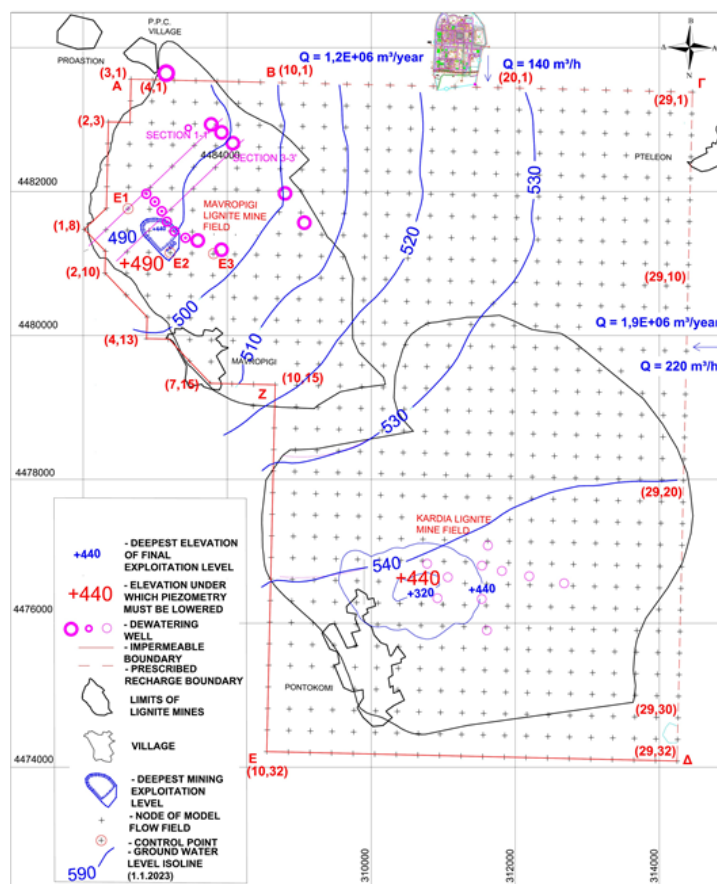 P.P.C.
VILLAGE
PROASTION
(3,1)
A
(4,1)
B
(10,1)
Q = 1,2E+06 m³/year
Q = 140 m³/h
(20,1)
Γ
(29,1)
N
(2,3)
SECTION 1-1'
4484000
SECTION 3-3'
PTELEON
4482000
E1
MAVROPIGI
LIGNITE MINE
FIELD
530
(1,8)
490
+440
520
+490
E2
E3
(2,10)
(29,10)
500
4480000
Q = 1,9E+06 m³/year
(4,13)
510
MAVROPIGI
Q = 220 m³/h
(7,15)
Z
(10,15)
530
4478000
(29,20)
KARDIA LIGNITE
MINE FIELD
540
+440
+320
+440
4476000
PONTOKOMI
(29,30)
(29,32)
E
(10,32)
Δ
4474000
310000
312000
314000
+440
- DEEPEST ELEVATION
OF FINAL
EXPLOITATION LEVEL
+440
- ELEVATION UNDER
WHICH PIEZOMETRY
MUST BE LOWERED
- DEWATERING
WELL
- IMPERMEABLE
BOUNDARY
- PRESCRIBED
RECHARGE BOUNDARY
LIMITS OF
LIGNITE MINES
VILLAGE
- DEEPEST MINING
EXPLOITATION
LEVEL
- NODE OF MODEL
FLOW FIELD
- CONTROL POINT
590
- GROUND WATER
LEVEL ISOLINE
(1.1.2023)